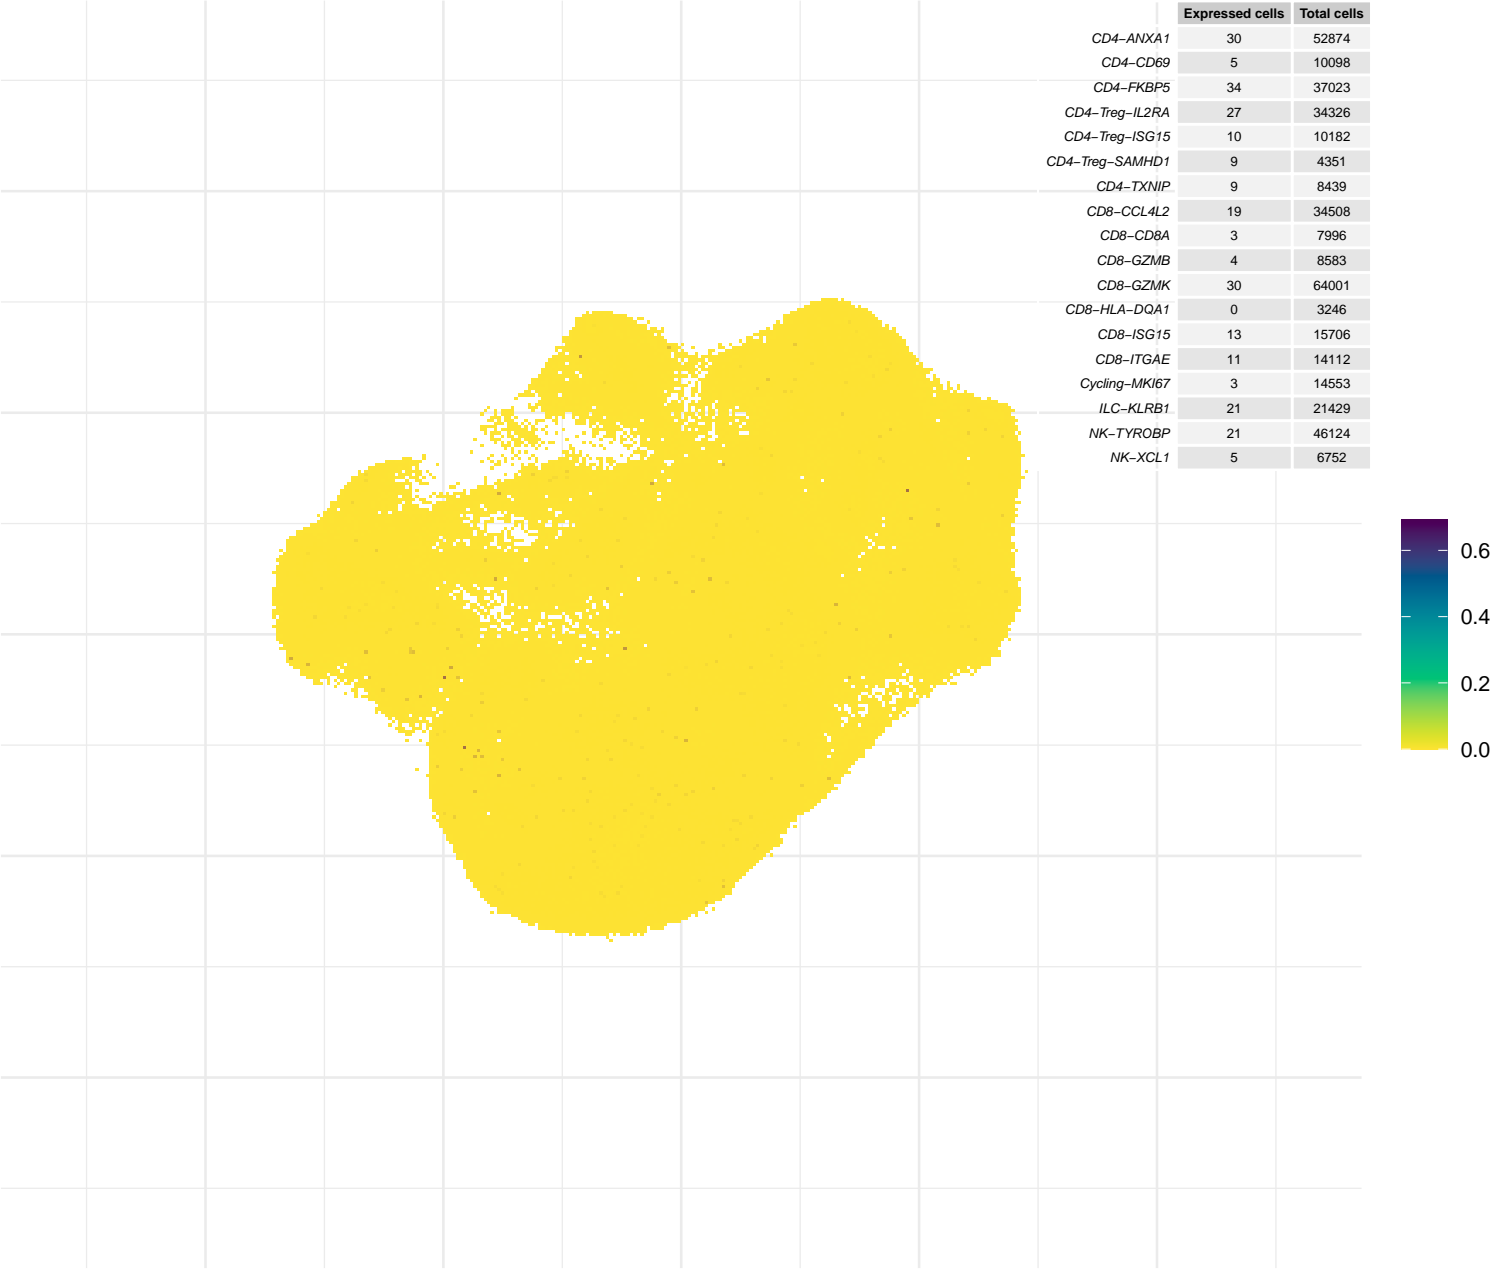 Expressed cells Total cells
CD4−ANXA1 30 52874
CD4−CD69 5 10098
CD4−FKBP5 34 37023
CD4−Treg−IL2RA 27 34326
CD4−Treg−ISG15 10 10182
CD4−Treg−SAMHD1 9 4351
CD4−TXNIP 9 8439
CD8−CCL4L2 19 34508
CD8−CD8A 3 7996
CD8−GZMB 4 8583
CD8−GZMK 30 64001
CD8−HLA−DQA1 0 3246
CD8−ISG15 13 15706
CD8−ITGAE 11 14112
Cycling−MKI67 3 14553
ILC−KLRB1 21 21429
NK−TYROBP 21 46124
NK−XCL1 5 6752
0.6
0.4
0.2
0.0